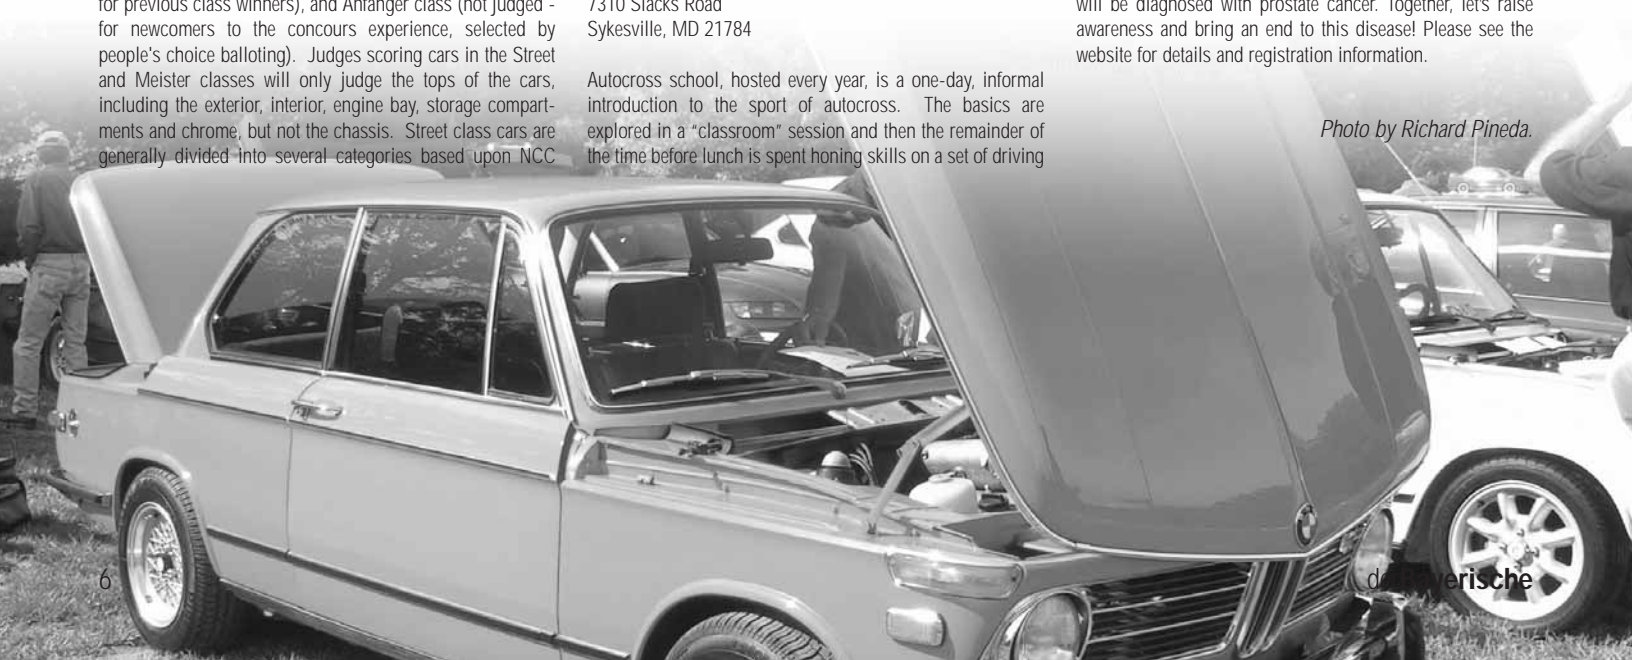 for previous class winners), and Anfanger class (not judged -
for newcomers to the concours experience, selected by
people's choice balloting). Judges scoring cars in the Street
and Meister classes will only judge the tops of the cars,
including the exterior, interior, engine bay, storage compart-
ments and chrome, but not the chassis. Street class cars are
generally divided into several categories based upon NCC
7310 Slacks Road
Sykesville, MD 21784
Autocross school, hosted every year, is a one-day, informal
introduction to the sport of autocross. The basics are
explored in a "classroom" session and then the remainder of
the time before lunch is spent honing skills on a set of driving
will be diagnosed with prostate cancer. Together, let's raise
awareness and bring an end to this disease! Please see the
website for details and registration information.
Photo by Richard Pineda.
6
der Bayerische